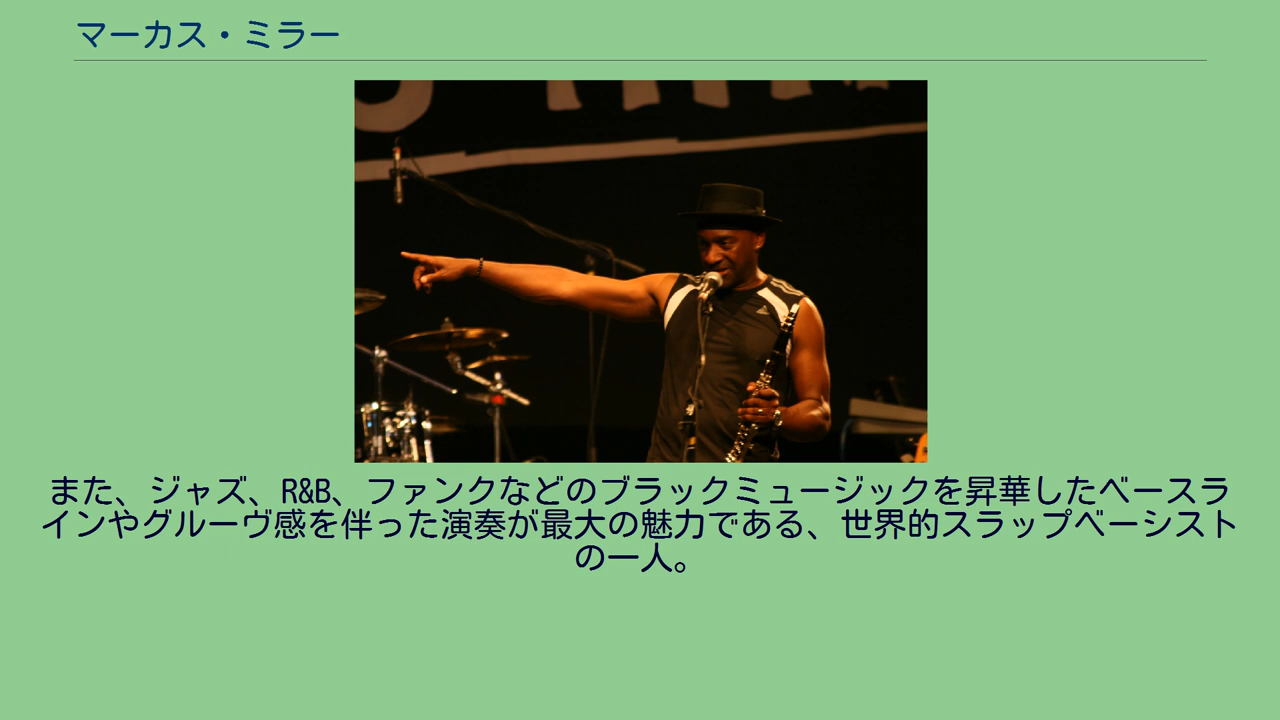 マーカス・ミラー
また、ジャズ、R&B、ファンクなどのブラックミュージックを昇華したベースラ
インやグルーヴ感を伴った演奏が最大の魅力である、世界的スラップベーシスト
の一人。